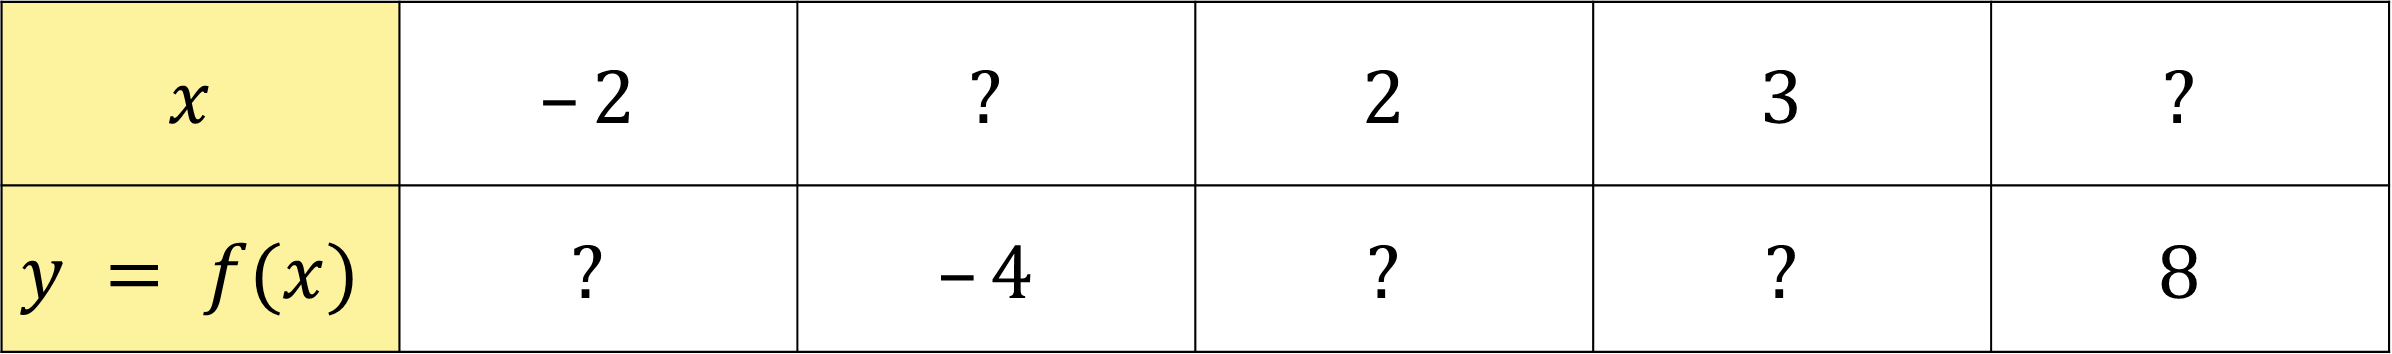 x − 2 ? 2 3 ?
y = f(x) ? − 4 ? ? 8